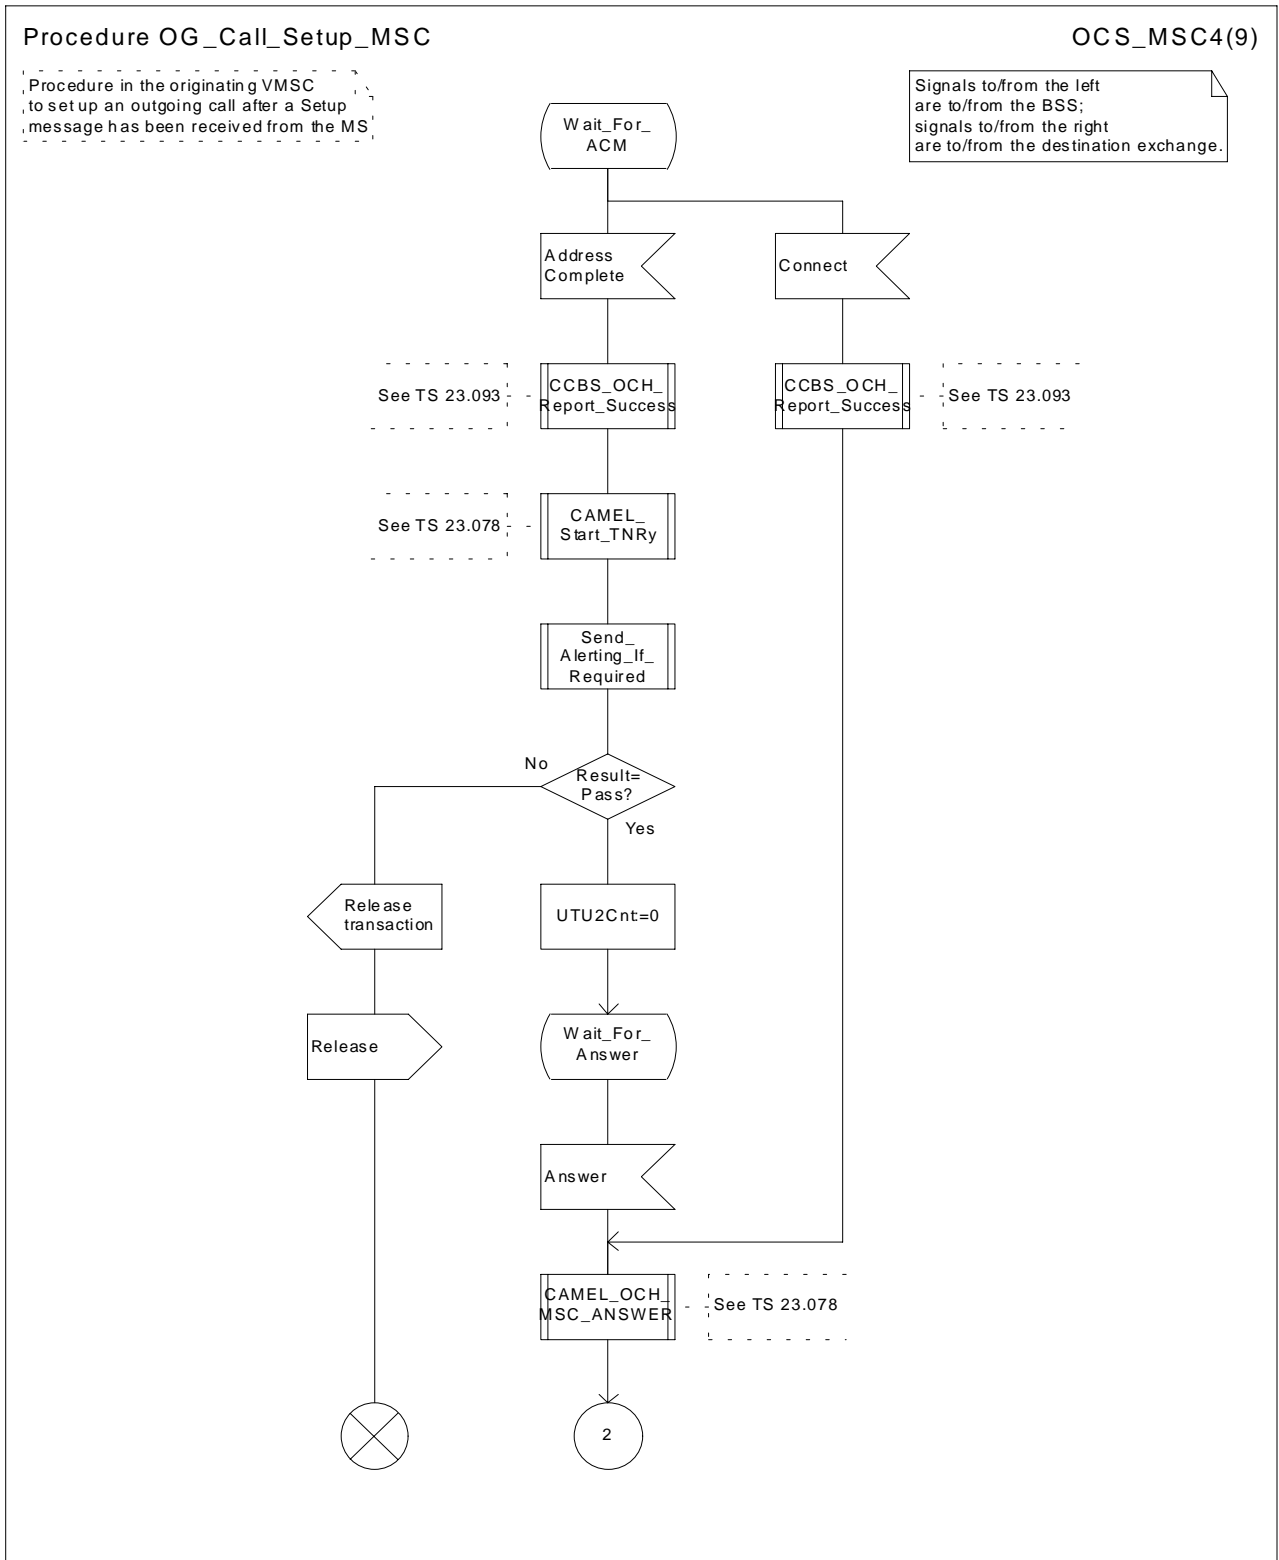 Procedure OG_Call_Setup_MSC
OCS_MSC4(9)
Procedure in the originating VMSC
to set up an outgoing call after a Setup
message has been received from the MS
Signals to/from the left
are to/from the BSS;
signals to/from the right
are to/from the destination exchange.
Wait_For_
ACM
Address
Complete
Connect
See TS 23.093
CCBS_OCH_
Report_Success
CCBS_OCH_
Report_Success
See TS 23.093
See TS 23.078
CAMEL_
Start_TNRy
Send_
Alerting_If_
Required
No
Result=
Pass?
Yes
Release
transaction
UTU2Cnt:=0
Release
Wait_For_
Answer
Answer
CAMEL_OCH_
MSC_ANSWER
See TS 23.078
2